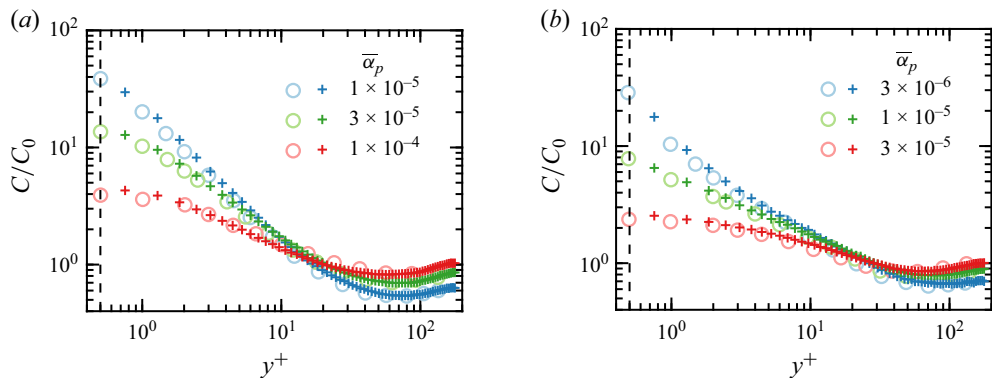 (a)
10²
10¹
10⁰
C/C₀
α̅ₚ
1 × 10⁻⁵
3 × 10⁻⁵
1 × 10⁻⁴
10⁰ 10¹ 10²
y⁺
(b)
10²
10¹
10⁰
C/C₀
α̅ₚ
3 × 10⁻⁶
1 × 10⁻⁵
3 × 10⁻⁵
10⁰ 10¹ 10²
y⁺